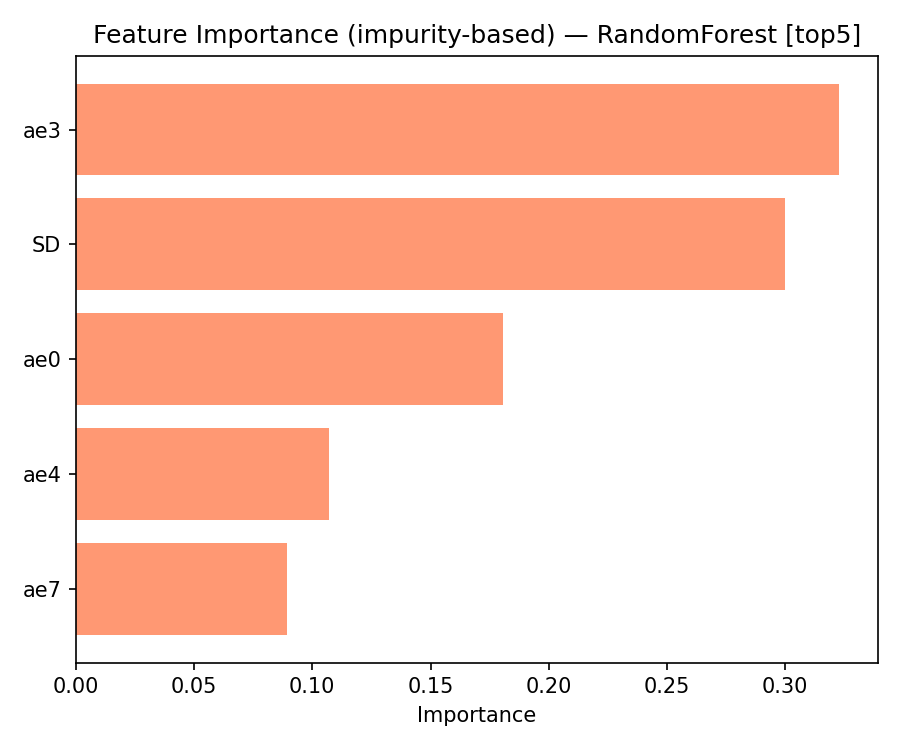 Feature Importance (impurity-based) — RandomForest [top5]
ae3
SD
ae0
ae4
ae7
0.00 0.05 0.10 0.15 0.20 0.25 0.30
Importance